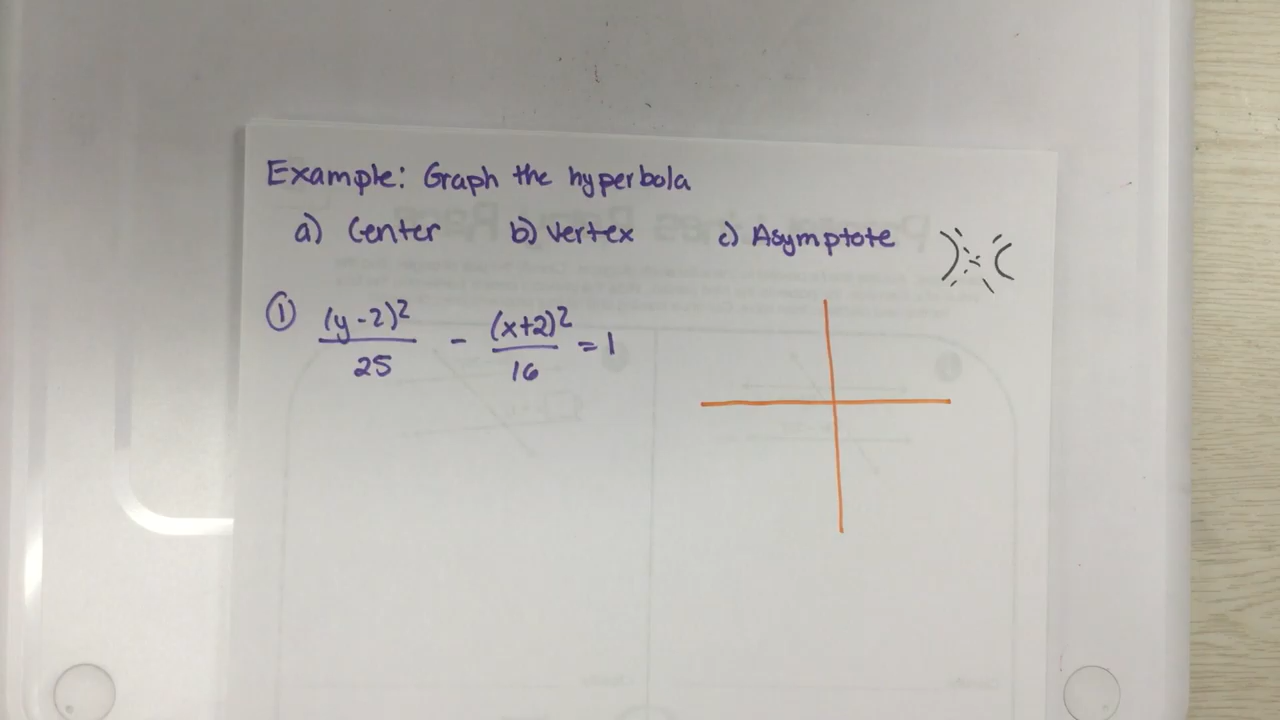 Example: Graph the hyperbola
a) Center b) Vertex c) Asymptote
① (y-2)²/25 - (x+2)²/16 = 1